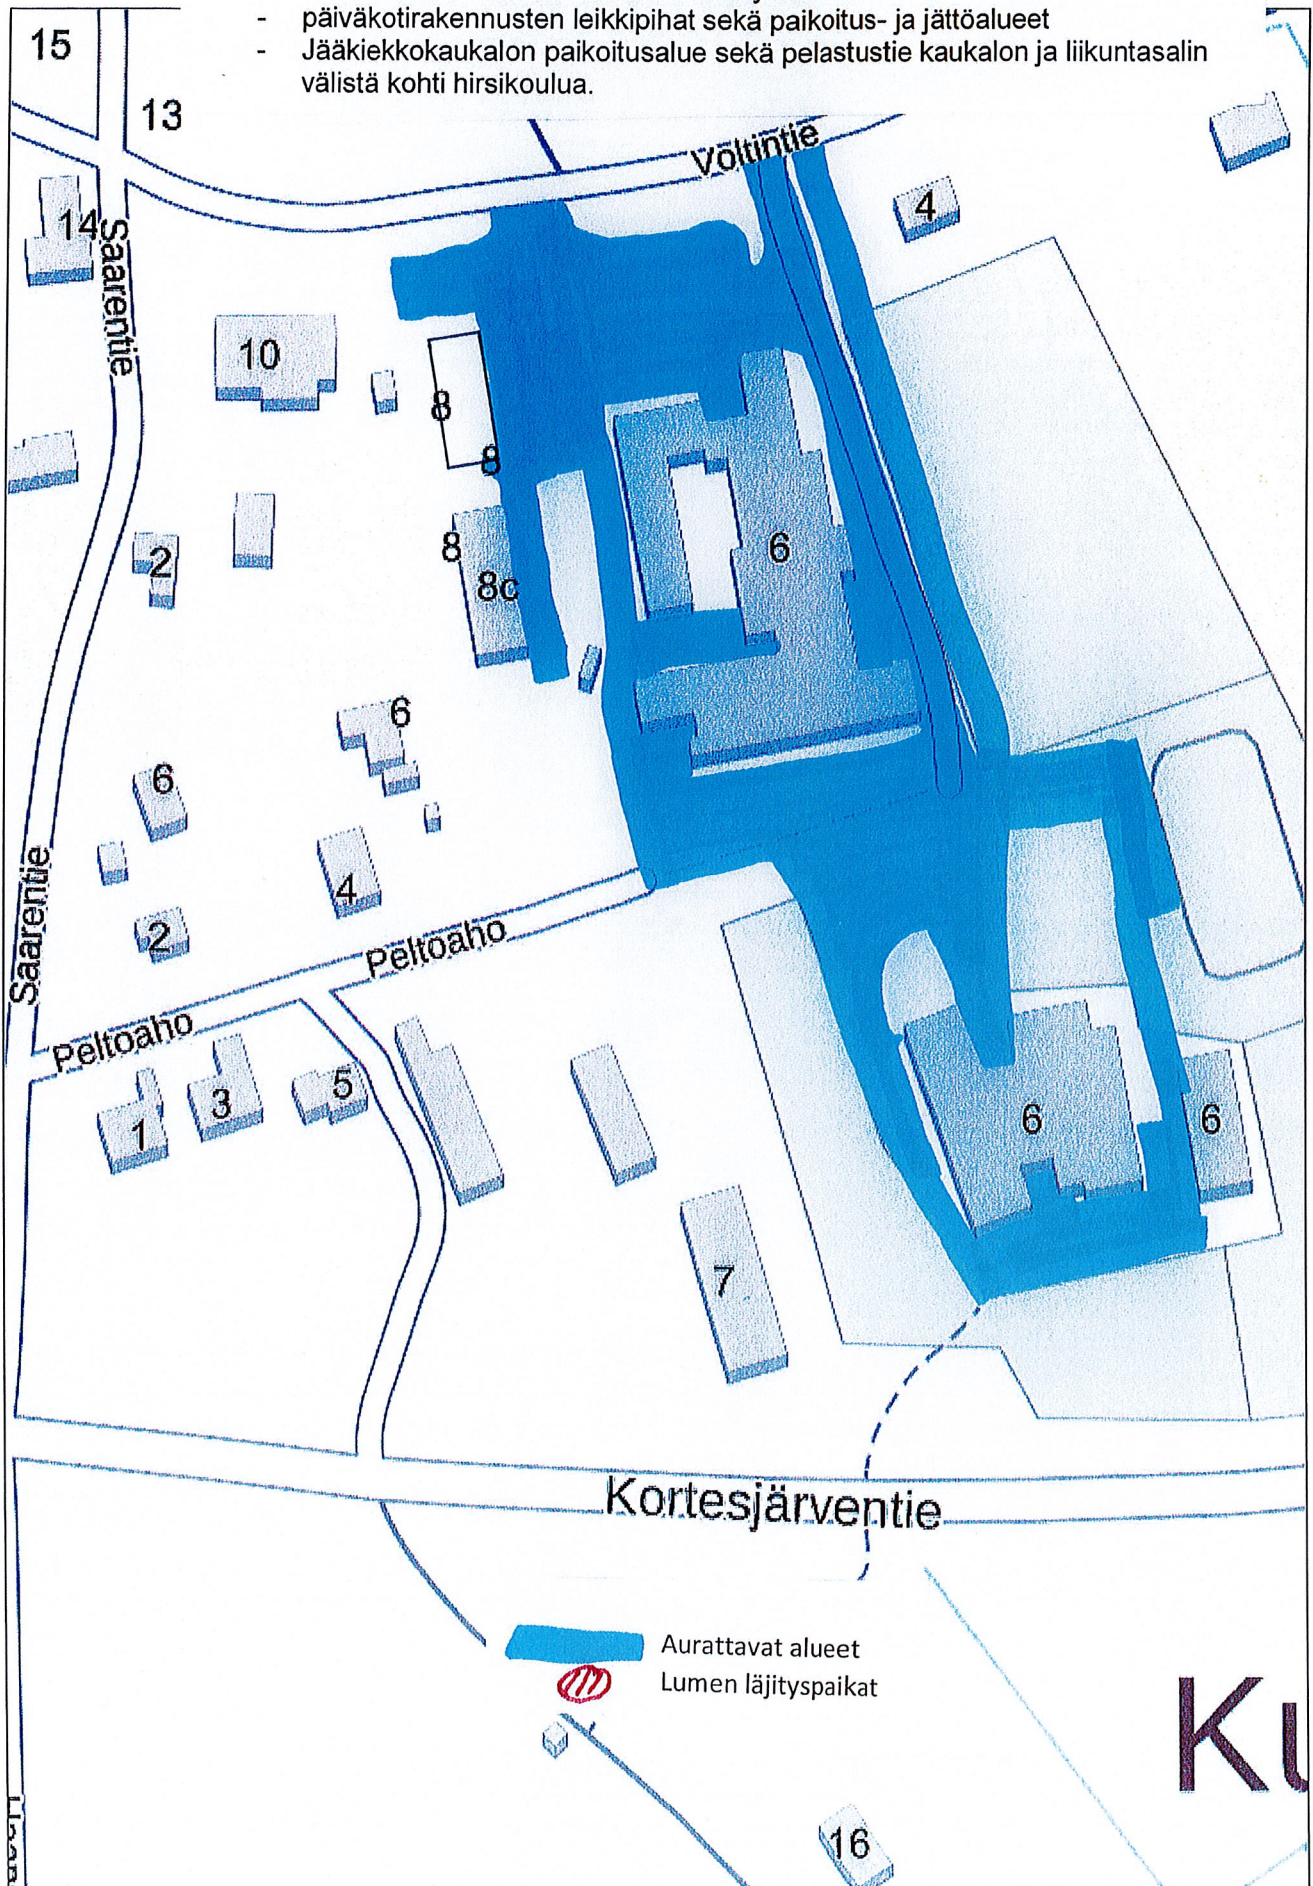 - päiväkotirakennusten leikkipihat sekä paikoitus- ja jättöalueet
- Jääkiekkokaukalon paikoitusalue sekä pelastustie kaukalon ja liikuntasalin
välistä kohti hirsikoulua.
15
13
Voltintie
14
4
Saarentie
10
8
8
8
6
2
8c
6
6
4
Saarentie
2
Peltoaho
Peltoaho
5
3
1
6
6
7
Kortesjärventie
Aurattavat alueet
Lumen läjityspaikat
Ku
16